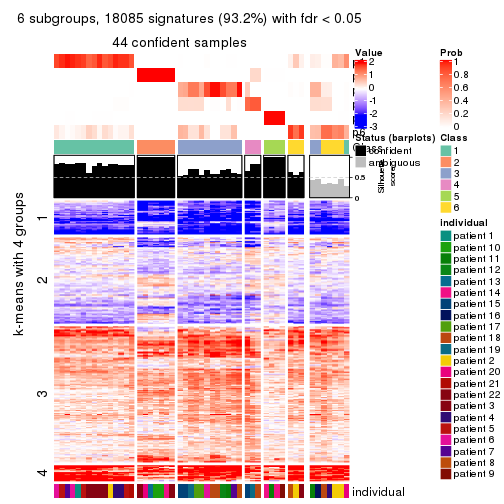 6 subgroups, 18085 signatures (93.2%) with fdr < 0.05
44 confident samples
k-means with 4 groups
1
2
3
4
Value
2
1
0
-1
-2
-3
Prob
1
0.8
0.6
0.4
0.2
0
Status (barplots)
confident
ambiguous
Class
1
2
3
4
5
6
0.5
0
Silhouette
score
individual
patient 1
patient 10
patient 11
patient 12
patient 13
patient 14
patient 15
patient 16
patient 17
patient 18
patient 19
patient 2
patient 20
patient 21
patient 22
patient 3
patient 4
patient 5
patient 6
patient 7
patient 8
patient 9
individual